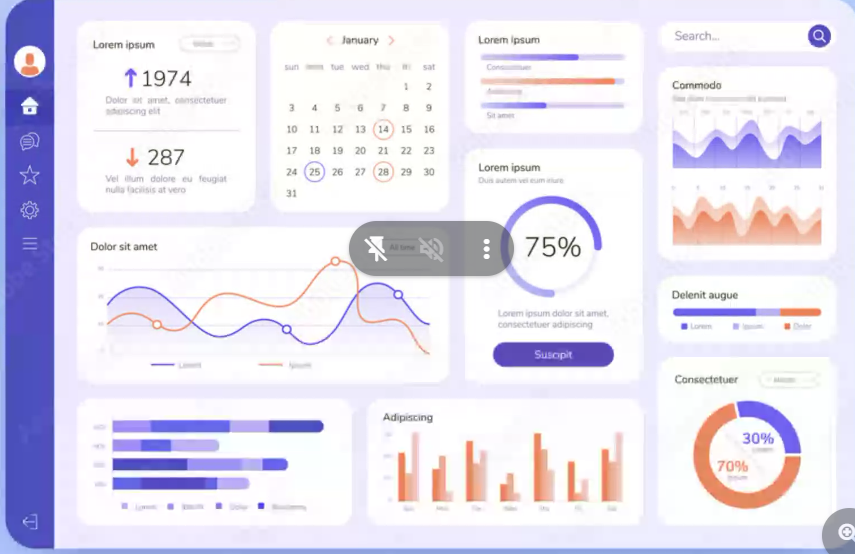 Lorem ipsum
1974
Dolor sit amet, consectetuer
adipiscing elit
287
Vel illum dolore eu feugiat
nulla facilisis at vero
January
sun tue wed thu fri sat
1 2
3 4 5 6 7 8 9
10 11 12 13 14 15 16
17 18 19 20 21 22 23
24 25 26 27 28 29 30
31
Lorem ipsum
Consectetuer
Adipiscing
Sit amet
Search...
Commodo
Lorem ipsum
Duis autem vel eum iriure
75%
Lorem ipsum dolor sit amet,
consectetuer adipiscing
Suscipit
Dolor sit amet
All time
Lorem Ipsum
Delenit augue
Lorem Ipsum Dolor
Consectetuer
30%
Lorem
70%
Ipsum
Lorem Ipsum Dolor
Adipiscing